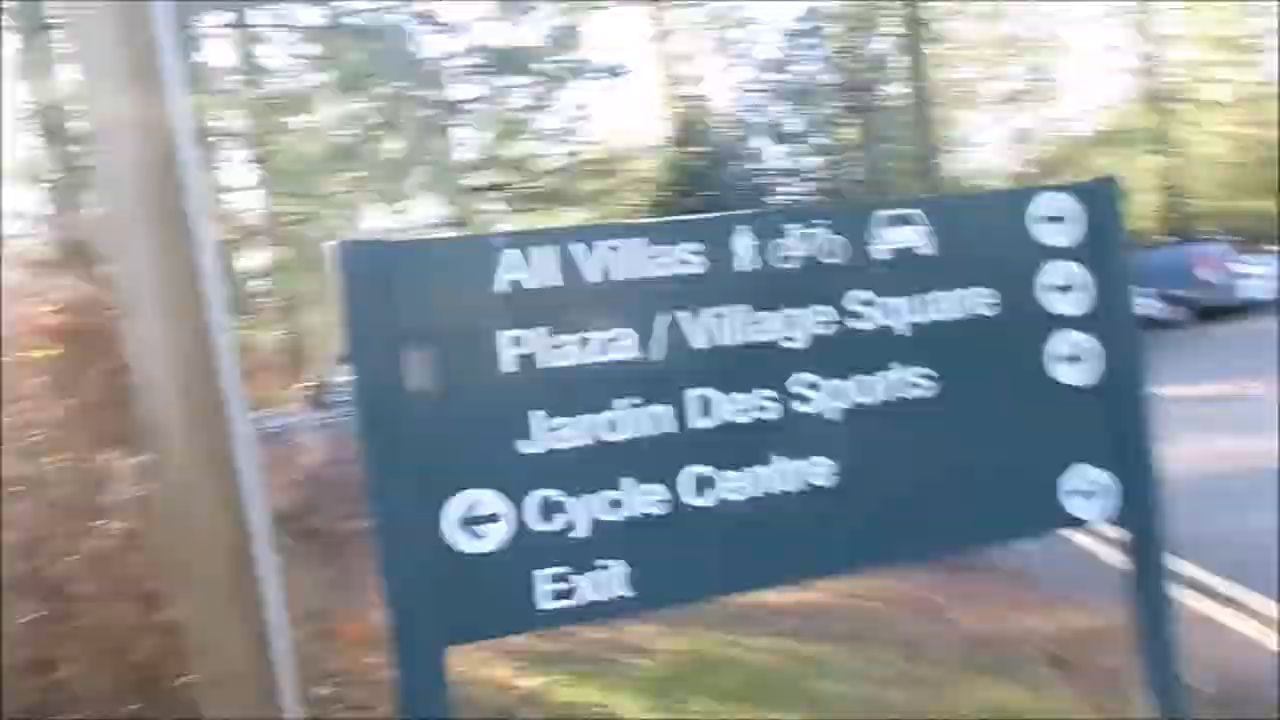 All Villas
Plaza / Village Square
Jardin Des Sports
Cycle Centre
Exit